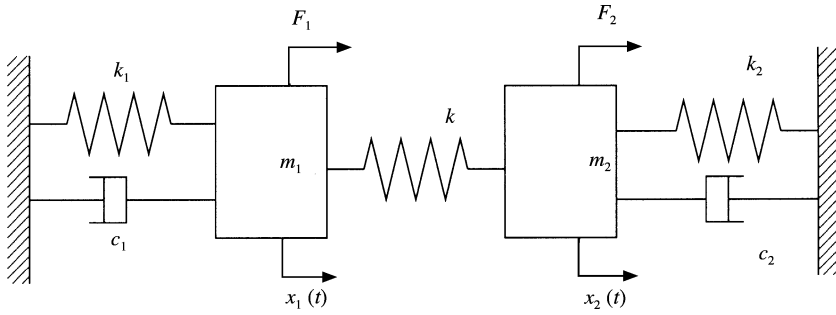 F₁
F₂
k₁
k₂
k
m₁
m₂
c₁
c₂
x₁ (t)
x₂ (t)